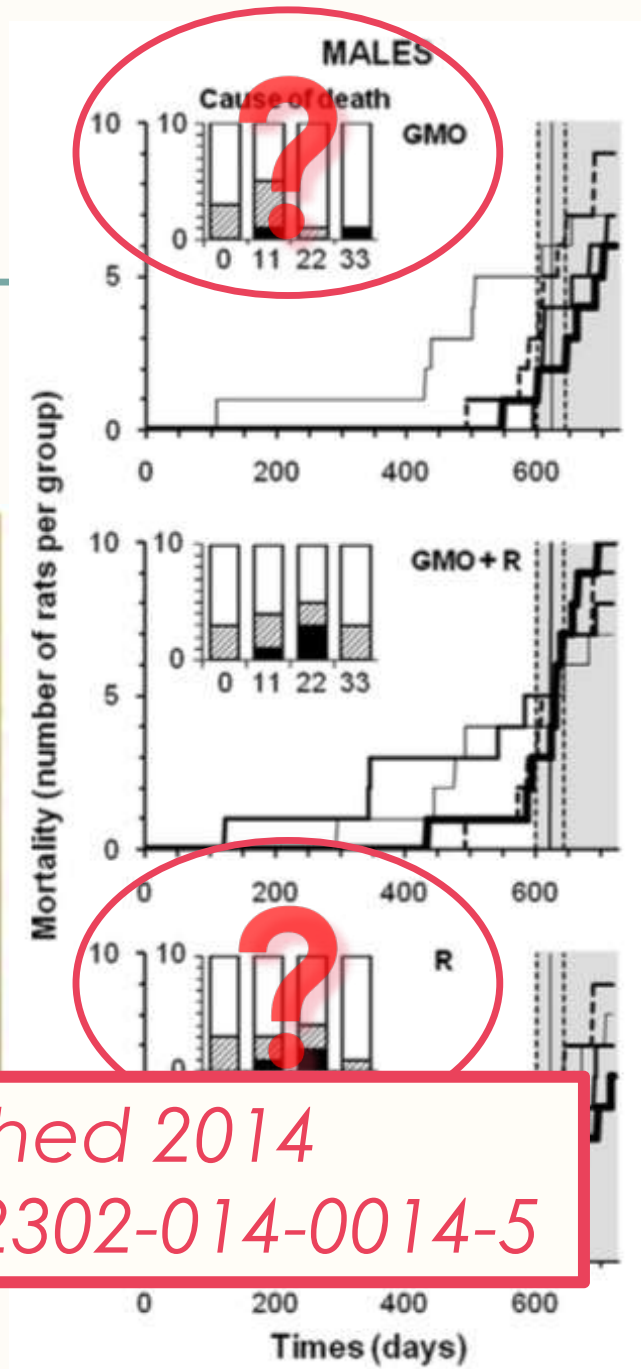 MALES
Cause of death
?
GMO
10
5
0
10
0
0 11 22 33
0 200 400 600
Mortality (number of rats per group)
GMO + R
10
5
0
10
0
0 11 22 33
0 200 400 600
?
R
10
10
0
hed 2014
2302-014-0014-5
0 200 400 600
Times (days)